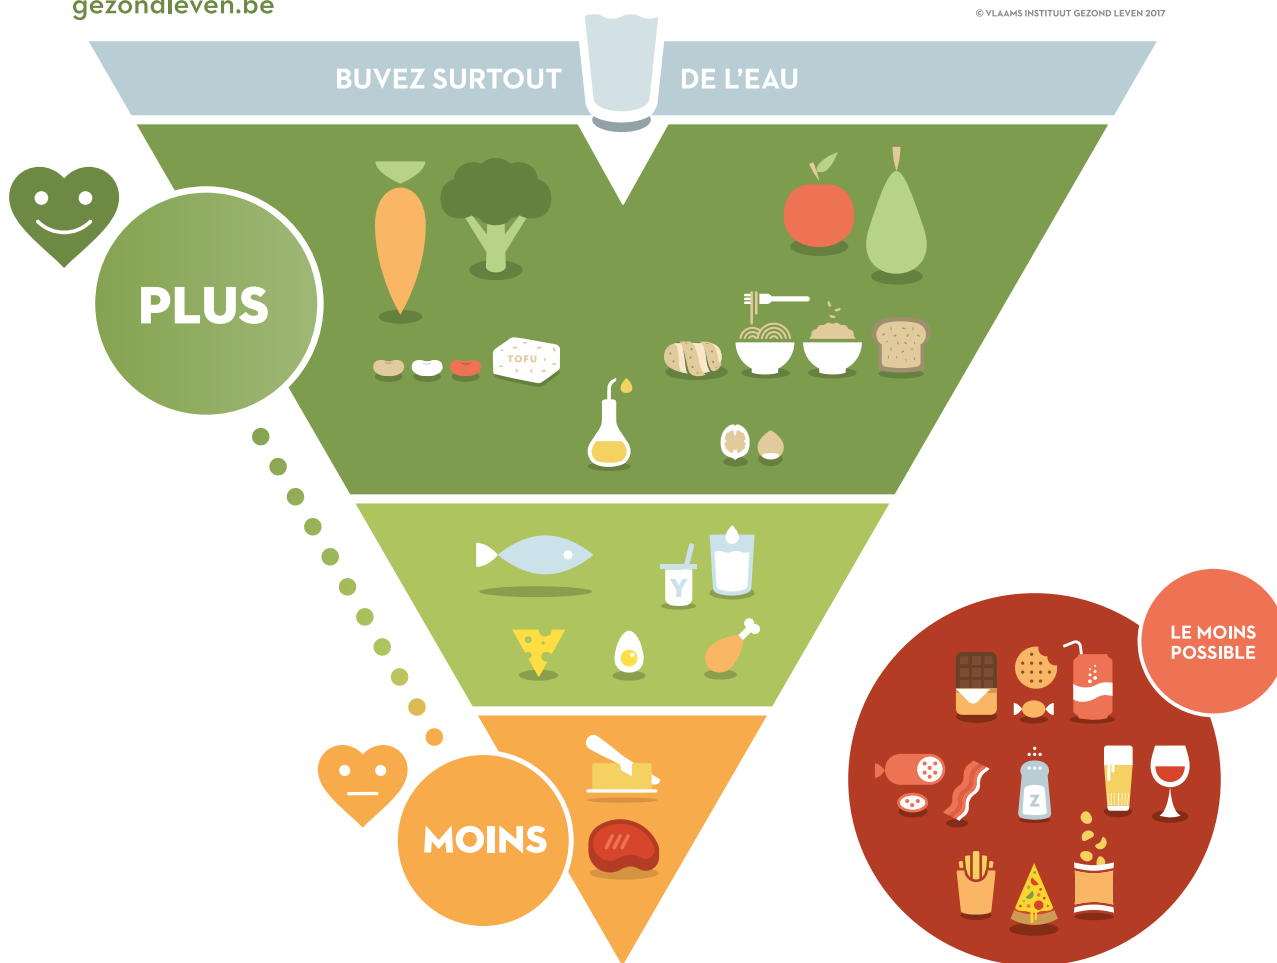 gezondleven.be
© VLAAMS INSTITUUT GEZOND LEVEN 2017
BUVEZ SURTOUT DE L'EAU
PLUS
TOFU
Y
LE MOINS
POSSIBLE
Z
MOINS